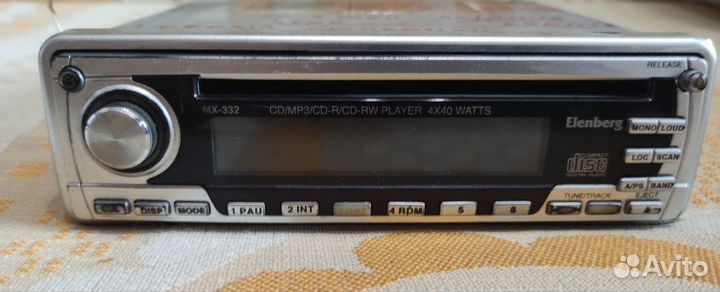 RELEASE
MX-332 CD/MP3/CD-R/CD-RW PLAYER 4X40 WATTS
Elenberg
MONO LOUD
COMPACT
disc
DIGITAL AUDIO
LOC SCAN
A/PS BAND
TUNE/TRACK EJECT
DISP MODE 1 PAU 2 INT 4 RDM 5 6
Avito